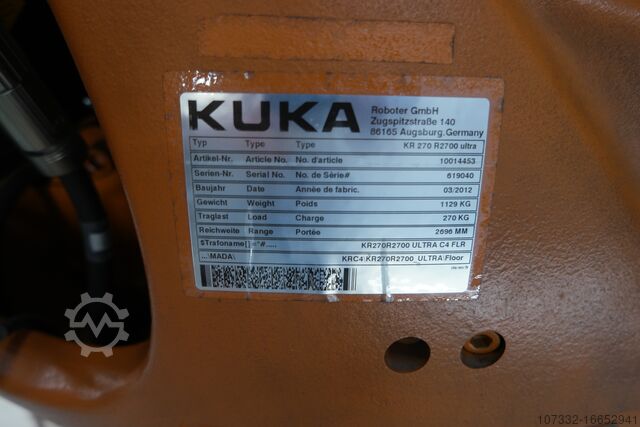 KUKA
Roboter GmbH
Zugspitzstraße 140
86165 Augsburg.Germany
Typ Type Type KR 270 R2700 ultra
Artikel-Nr. Article No. No. d'article 10014453
Serien-Nr. Serial No. No. de Série# 619040
Baujahr Date Année de fabric. 03/2012
Gewicht Weight Poids 1129 KG
Traglast Load Charge 270 KG
Reichweite Range Portée 2696 MM
$Trafoname[]="#..... KR270R2700 ULTRA C4 FLR
...\MADA\ KRC4\KR270R2700_ULTRA\Floor
107332-16652941